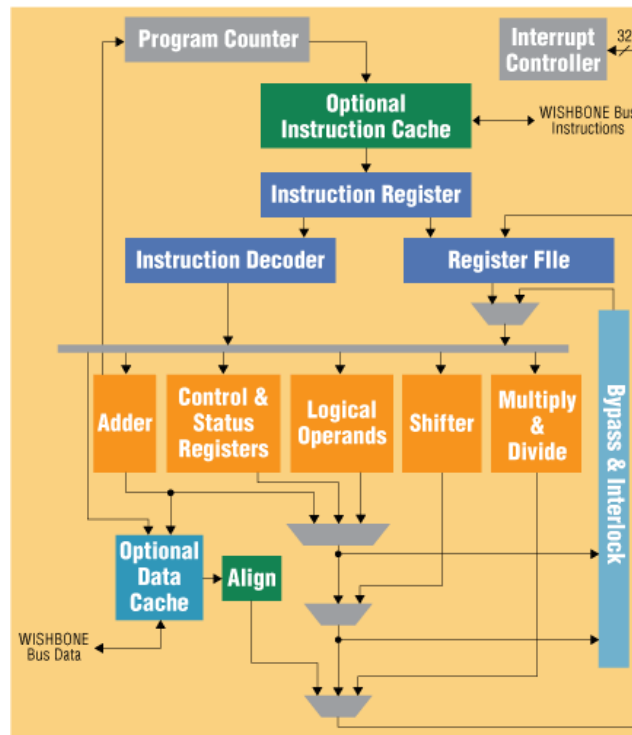 Program Counter
Interrupt
Controller
32
Optional
Instruction Cache
WISHBONE Bus
Instructions
Instruction Register
Instruction Decoder
Register FIle
Adder
Control &
Status
Registers
Logical
Operands
Shifter
Multiply
&
Divide
Bypass & Interlock
Optional
Data
Cache
Align
WISHBONE
Bus Data